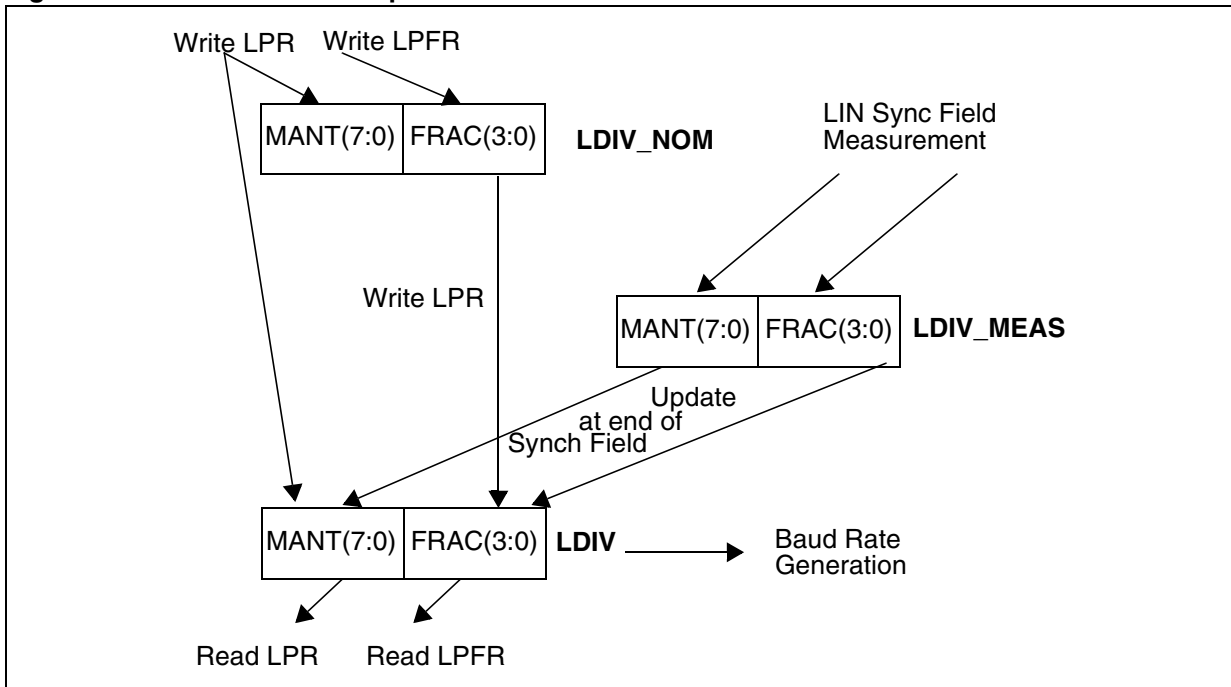 Write LPR
Write LPFR
MANT(7:0)
FRAC(3:0)
LDIV_NOM
LIN Sync Field
Measurement
Write LPR
MANT(7:0)
FRAC(3:0)
LDIV_MEAS
Update
at end of
Synch Field
MANT(7:0)
FRAC(3:0)
LDIV
Baud Rate
Generation
Read LPR
Read LPFR